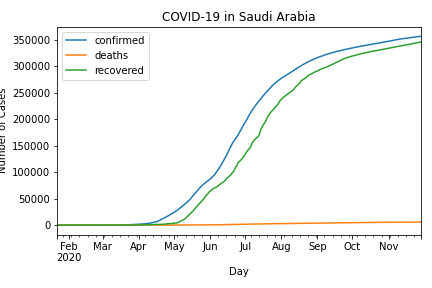 COVID-19 in Saudi Arabia
350000
300000
250000
200000
150000
100000
50000
0
Number of Cases
confirmed
deaths
recovered
Feb Mar Apr May Jun Jul Aug Sep Oct Nov
2020
Day